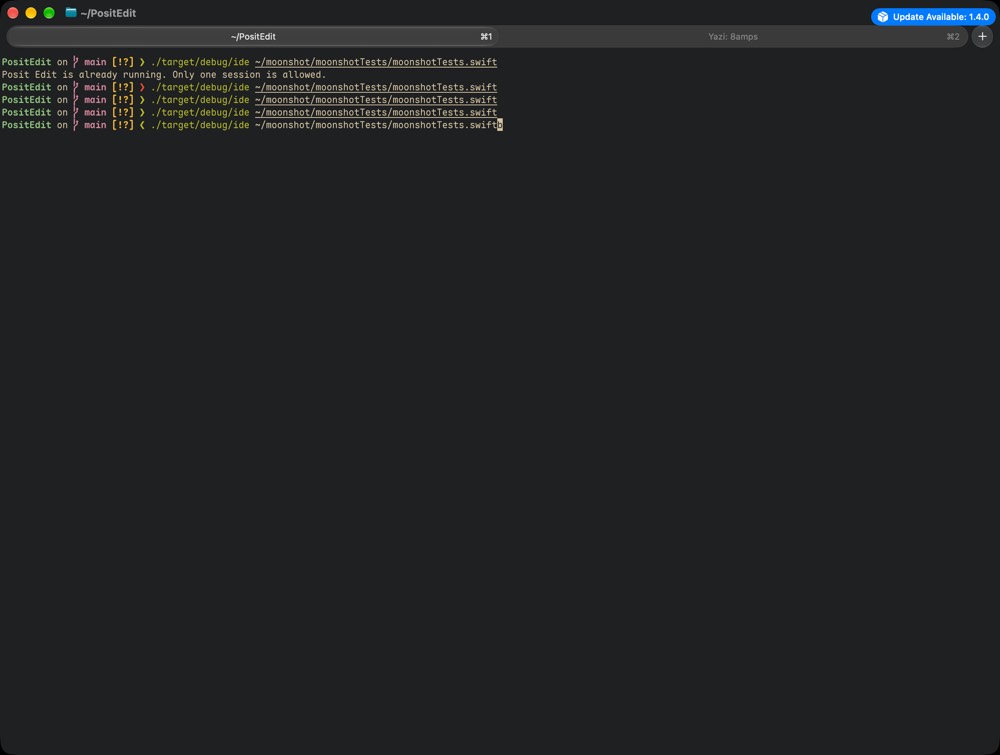 ~/PositEdit
Update Available: 1.4.0
~/PositEdit ⌘1 Yazi: 8amps ⌘2 +
PositEdit on main [!?] ❯ ./target/debug/ide ~/moonshot/moonshotTests/moonshotTests.swift
Posit Edit is already running. Only one session is allowed.
PositEdit on main [!?] ❯ ./target/debug/ide ~/moonshot/moonshotTests/moonshotTests.swift
PositEdit on main [!?] ❯ ./target/debug/ide ~/moonshot/moonshotTests/moonshotTests.swift
PositEdit on main [!?] ❯ ./target/debug/ide ~/moonshot/moonshotTests/moonshotTests.swift
PositEdit on main [!?] ❮ ./target/debug/ide ~/moonshot/moonshotTests/moonshotTests.swift